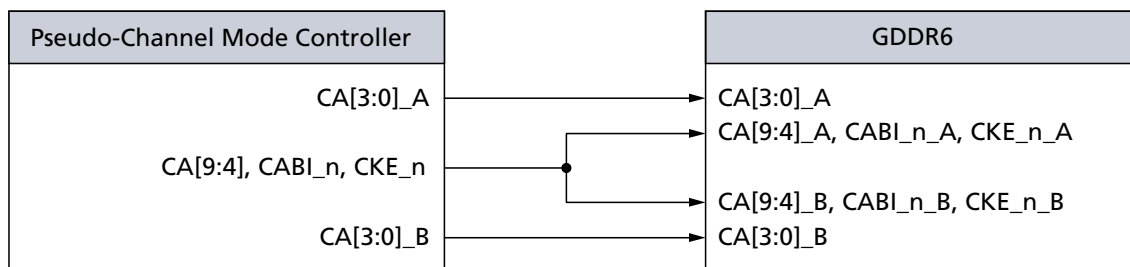 Pseudo-Channel Mode Controller
CA[3:0]_A
CA[9:4], CABI_n, CKE_n
CA[3:0]_B
GDDR6
CA[3:0]_A
CA[9:4]_A, CABI_n_A, CKE_n_A
CA[9:4]_B, CABI_n_B, CKE_n_B
CA[3:0]_B